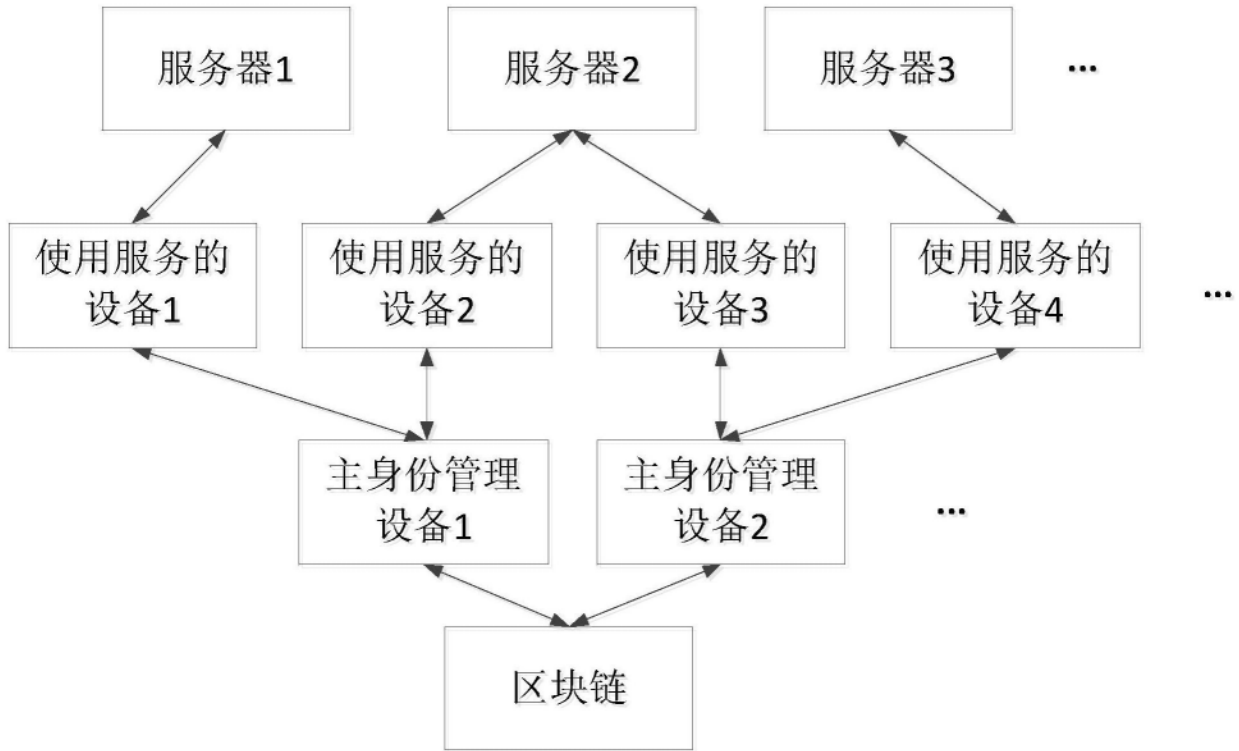 服务器1
服务器2
服务器3
...
使用服务的
设备1
使用服务的
设备2
使用服务的
设备3
使用服务的
设备4
...
主身份管理
设备1
主身份管理
设备2
...
区块链